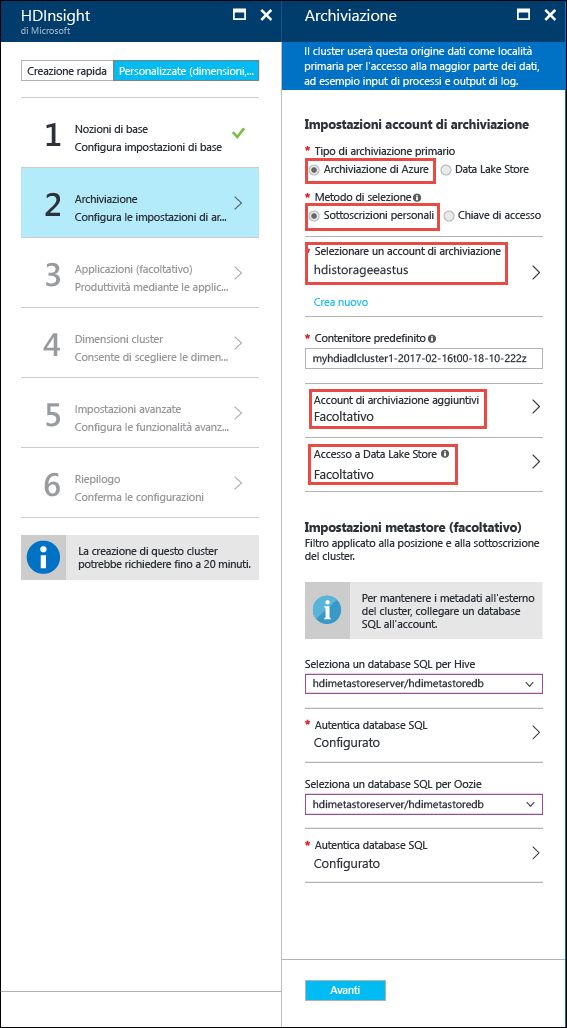 HDInsight
di Microsoft
Creazione rapida
Personalizzate (dimensioni,...
1
Nozioni di base
Configura impostazioni di base
2
Archiviazione
Configura le impostazioni di ar...
3
Applicazioni (facoltativo)
Produttività mediante le applic...
4
Dimensioni cluster
Consente di scegliere le dimen...
5
Impostazioni avanzate
Configura le funzionalità avanz...
6
Riepilogo
Conferma le configurazioni
La creazione di questo cluster
potrebbe richiedere fino a 20 minuti.
Archiviazione
Il cluster userà questa origine dati come località
primaria per l'accesso alla maggior parte dei dati,
ad esempio input di processi e output di log.
Impostazioni account di archiviazione
* Tipo di archiviazione primario
Archiviazione di Azure
Data Lake Store
* Metodo di selezione
Sottoscrizioni personali
Chiave di accesso
* Selezionare un account di archiviazione
hdistorageeastus
Crea nuovo
* Contenitore predefinito
myhdiadlcluster1-2017-02-16t00-18-10-222z
Account di archiviazione aggiuntivi
Facoltativo
Accesso a Data Lake Store
Facoltativo
Impostazioni metastore (facoltativo)
Filtro applicato alla posizione e alla sottoscrizione
del cluster.
Per mantenere i metadati all'esterno
del cluster, collegare un database
SQL all'account.
Seleziona un database SQL per Hive
hdimetastoreserver/hdimetastoredb
* Autentica database SQL
Configurato
Seleziona un database SQL per Oozie
hdimetastoreserver/hdimetastoredb
* Autentica database SQL
Configurato
Avanti